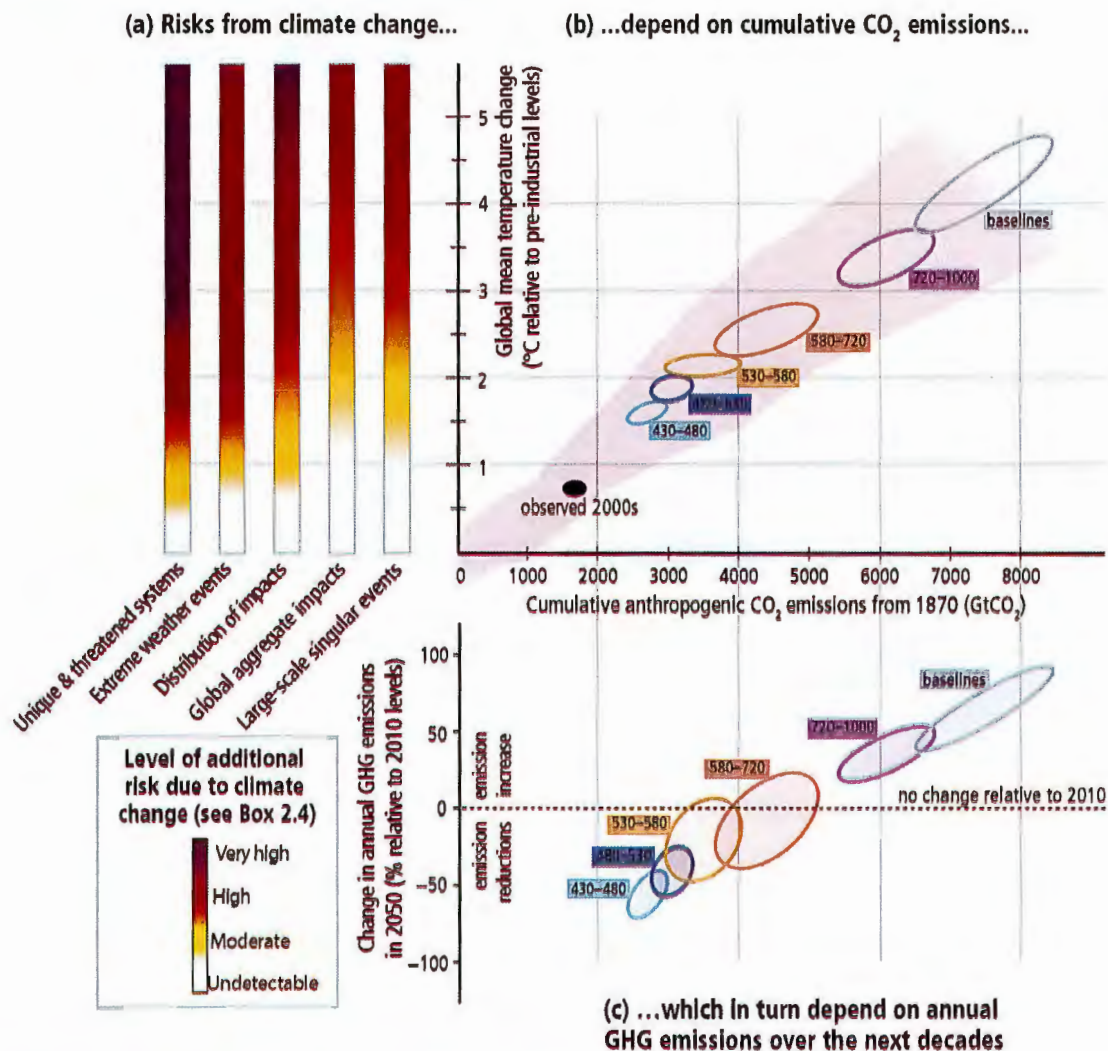 (a) Risks from climate change...
(b) ...depend on cumulative CO₂ emissions...
Global mean temperature change
(°C relative to pre-industrial levels)
5
4
3
2
1
baselines
720–1000
580–720
530–580
430–480
observed 2000s
0
1000
2000
3000
4000
5000
6000
7000
8000
Cumulative anthropogenic CO₂ emissions from 1870 (GtCO₂)
Unique & threatened systems
Extreme weather events
Distribution of impacts
Global aggregate impacts
Large-scale singular events
Level of additional
risk due to climate
change (see Box 2.4)
Very high
High
Moderate
Undetectable
Change in annual GHG emissions
in 2050 (% relative to 2010 levels)
emission
increase
emission
reductions
100
50
0
−50
−100
baselines
720–1000
580–720
no change relative to 2010
530–580
480–530
430–480
(c) ...which in turn depend on annual
GHG emissions over the next decades